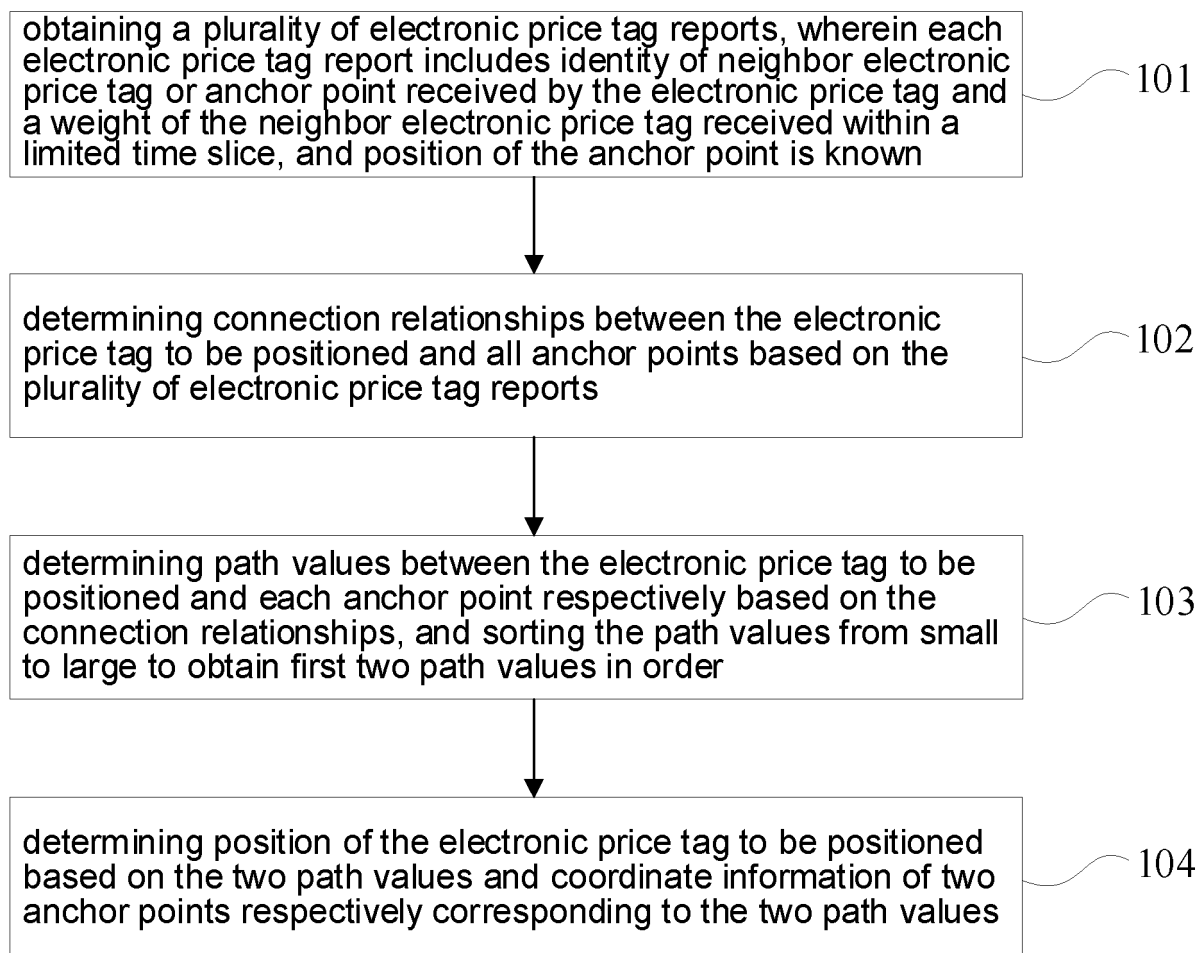 obtaining a plurality of electronic price tag reports, wherein each
electronic price tag report includes identity of neighbor electronic
price tag or anchor point received by the electronic price tag and
a weight of the neighbor electronic price tag received within a
limited time slice, and position of the anchor point is known
101
determining connection relationships between the electronic
price tag to be positioned and all anchor points based on the
plurality of electronic price tag reports
102
determining path values between the electronic price tag to be
positioned and each anchor point respectively based on the
connection relationships, and sorting the path values from small
to large to obtain first two path values in order
103
determining position of the electronic price tag to be positioned
based on the two path values and coordinate information of two
anchor points respectively corresponding to the two path values
104